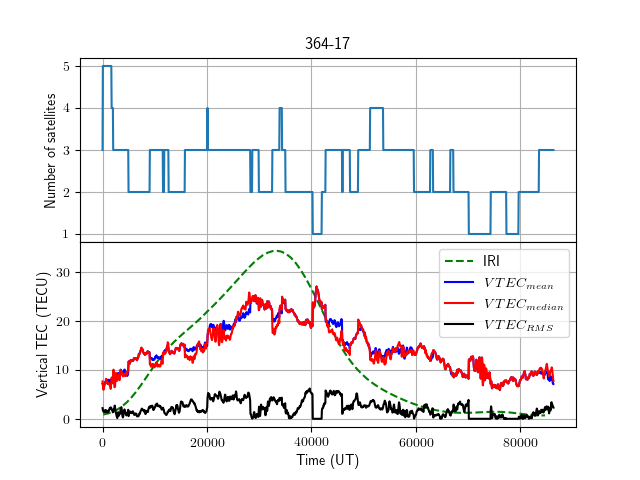 364-17
Number of satellites
5
4
3
2
1
Vertical TEC (TECU)
30
20
10
0
IRI
VTEC_mean
VTEC_median
VTEC_RMS
0 20000 40000 60000 80000
Time (UT)